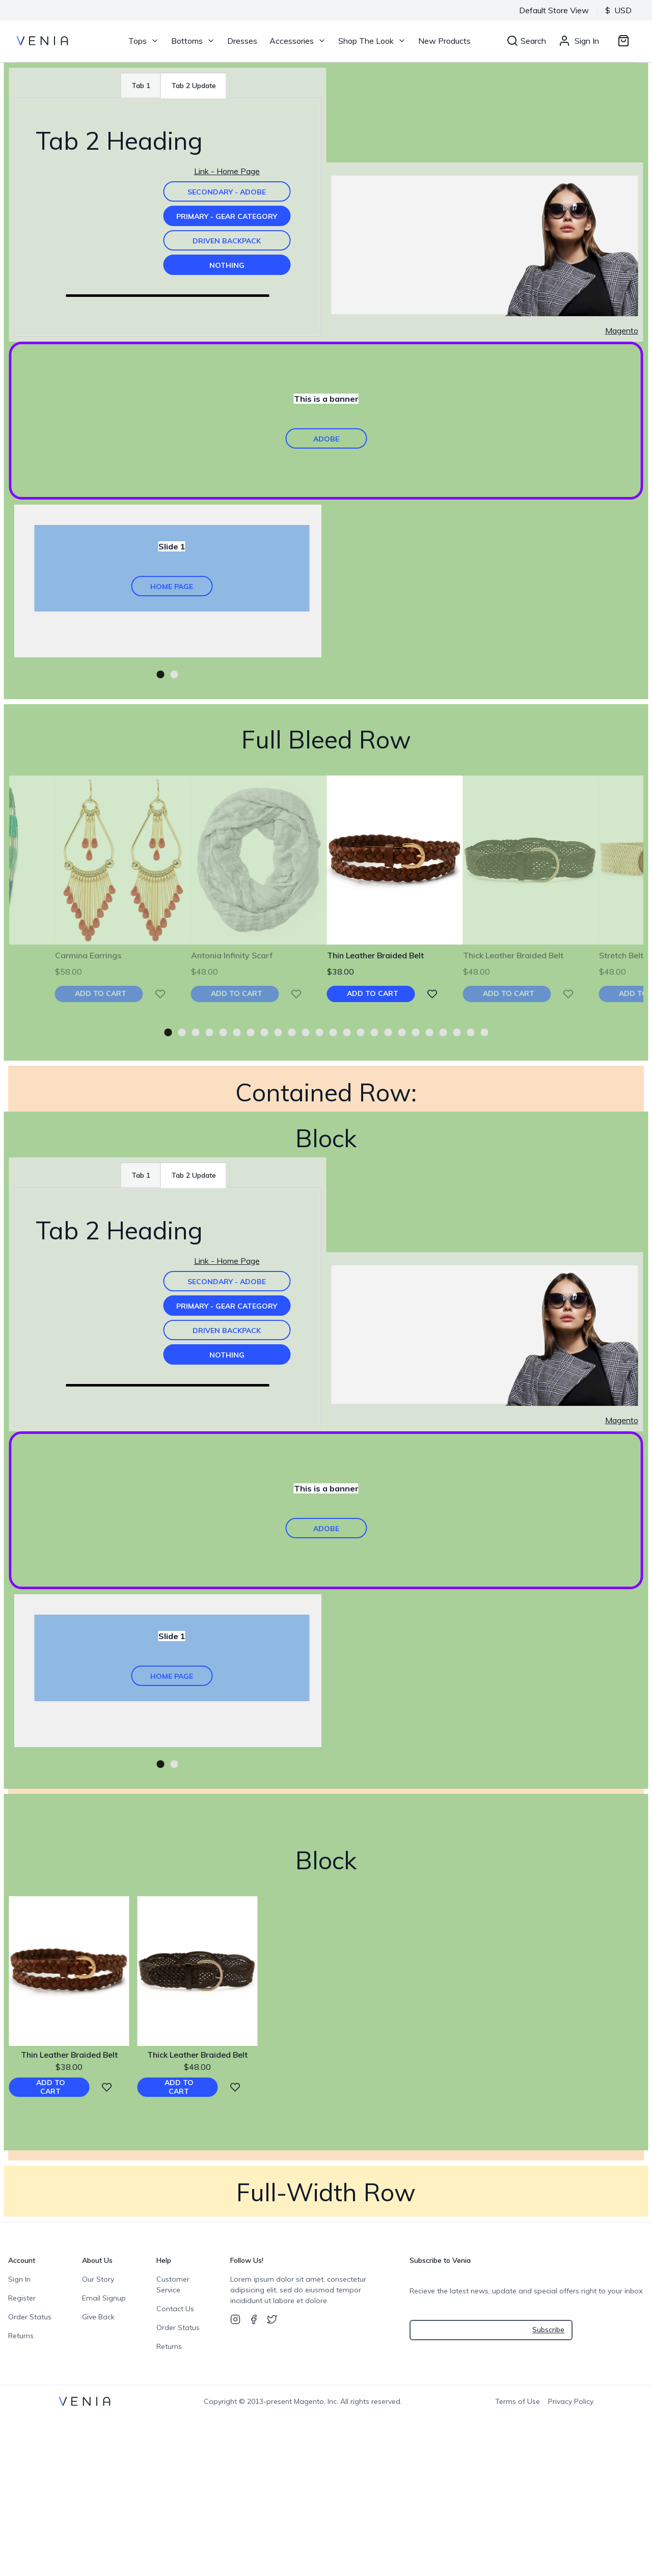 Default Store View
$ USD
VENIA
Tops
Bottoms
Dresses
Accessories
Shop The Look
New Products
Search
Sign In
Tab 1
Tab 2 Update
Tab 2 Heading
Link - Home Page
SECONDARY - ADOBE
PRIMARY - GEAR CATEGORY
DRIVEN BACKPACK
NOTHING
Magento
This is a banner
ADOBE
Slide 1
HOME PAGE
Full Bleed Row
Carmina Earrings
$58.00
ADD TO CART
Antonia Infinity Scarf
$48.00
ADD TO CART
Thin Leather Braided Belt
$38.00
ADD TO CART
Thick Leather Braided Belt
$48.00
ADD TO CART
Stretch Belt
$48.00
ADD
Contained Row:
Block
Tab 1
Tab 2 Update
Tab 2 Heading
Link - Home Page
SECONDARY - ADOBE
PRIMARY - GEAR CATEGORY
DRIVEN BACKPACK
NOTHING
Magento
This is a banner
ADOBE
Slide 1
HOME PAGE
Block
Thin Leather Braided Belt
$38.00
ADD TO
CART
Thick Leather Braided Belt
$48.00
ADD TO
CART
Full-Width Row
Account
Sign In
Register
Order Status
Returns
About Us
Our Story
Email Signup
Give Back
Help
Customer
Service
Contact Us
Order Status
Returns
Follow Us!
Lorem ipsum dolor sit amet, consectetur
adipsicing elit, sed do eiusmod tempor
incididunt ut labore et dolore.
Subscribe to Venia
Recieve the latest news, update and special offers right to your inbox.
Subscribe
VENIA
Copyright © 2013-present Magento, Inc. All rights reserved.
Terms of Use
Privacy Policy